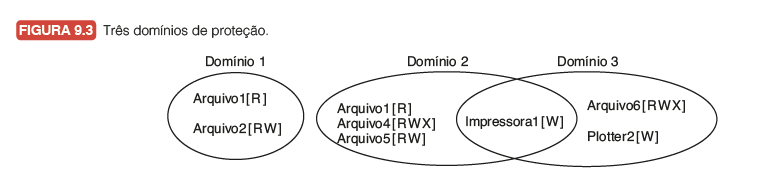 FIGURA 9.3 Três domínios de proteção.
Domínio 1
Arquivo1[R]
Arquivo2[RW]
Domínio 2
Arquivo1[R]
Arquivo4[RWX]
Arquivo5[RW]
Impressora1[W]
Domínio 3
Arquivo6[RWX]
Plotter2[W]